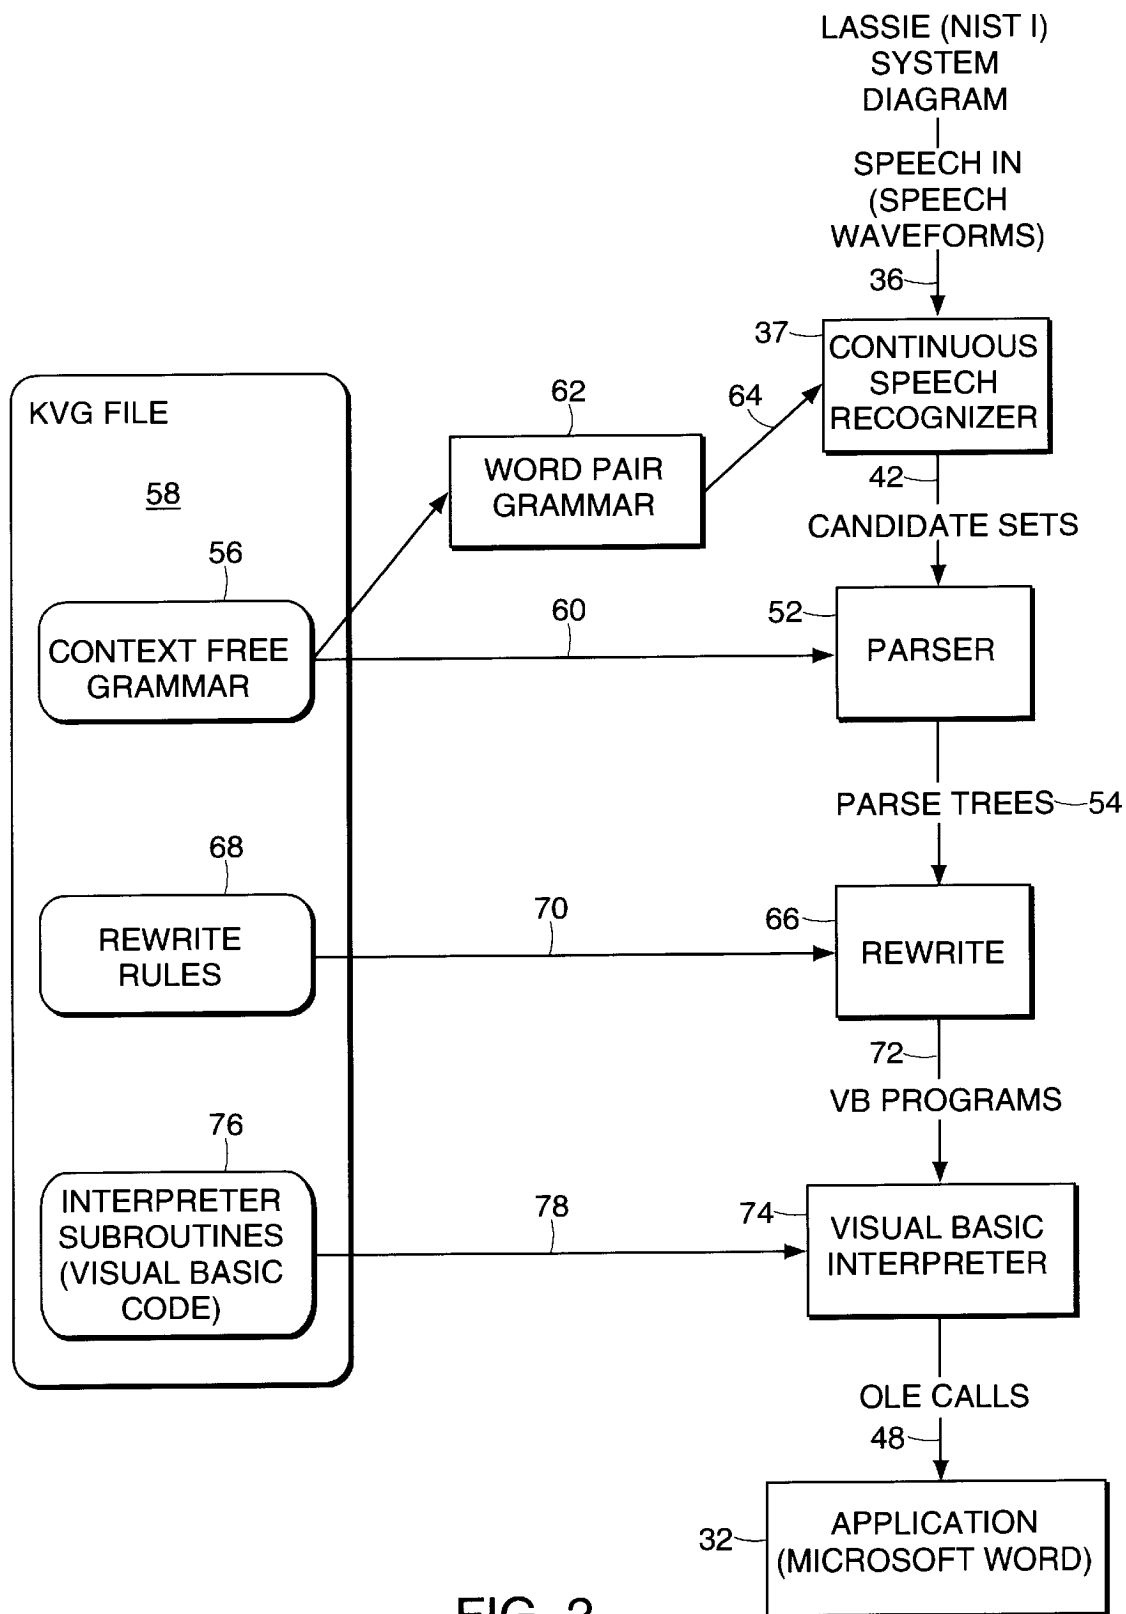 LASSIE (NIST I)
SYSTEM
DIAGRAM
SPEECH IN
(SPEECH
WAVEFORMS)
36
37
CONTINUOUS
SPEECH
RECOGNIZER
64
62
WORD PAIR
GRAMMAR
KVG FILE
58
42
CANDIDATE SETS
56
CONTEXT FREE
GRAMMAR
60
52
PARSER
PARSE TREES 54
68
REWRITE
RULES
70
66
REWRITE
72
VB PROGRAMS
76
INTERPRETER
SUBROUTINES
(VISUAL BASIC
CODE)
78
74
VISUAL BASIC
INTERPRETER
OLE CALLS
48
32
APPLICATION
(MICROSOFT WORD)
FIG. 2